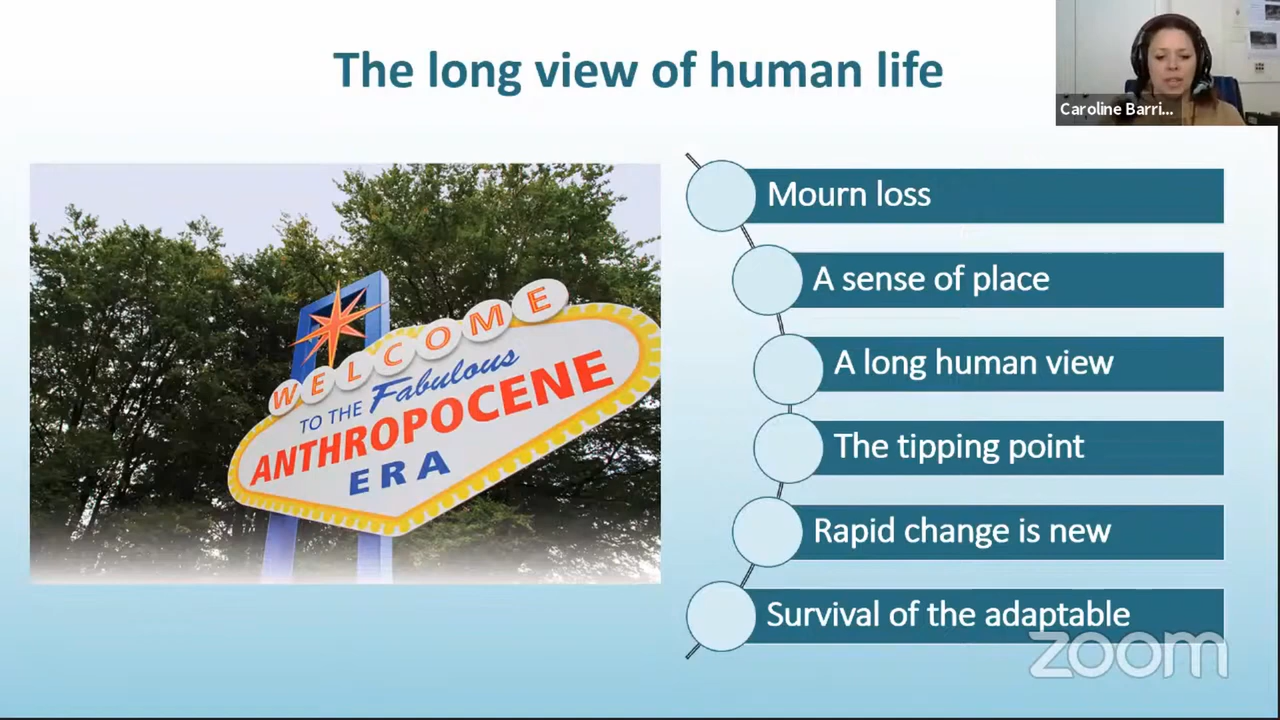 The long view of human life
Caroline Barri...
WELCOME
TO THE Fabulous
ANTHROPOCENE
ERA
Mourn loss
A sense of place
A long human view
The tipping point
Rapid change is new
Survival of the adaptable
zoom